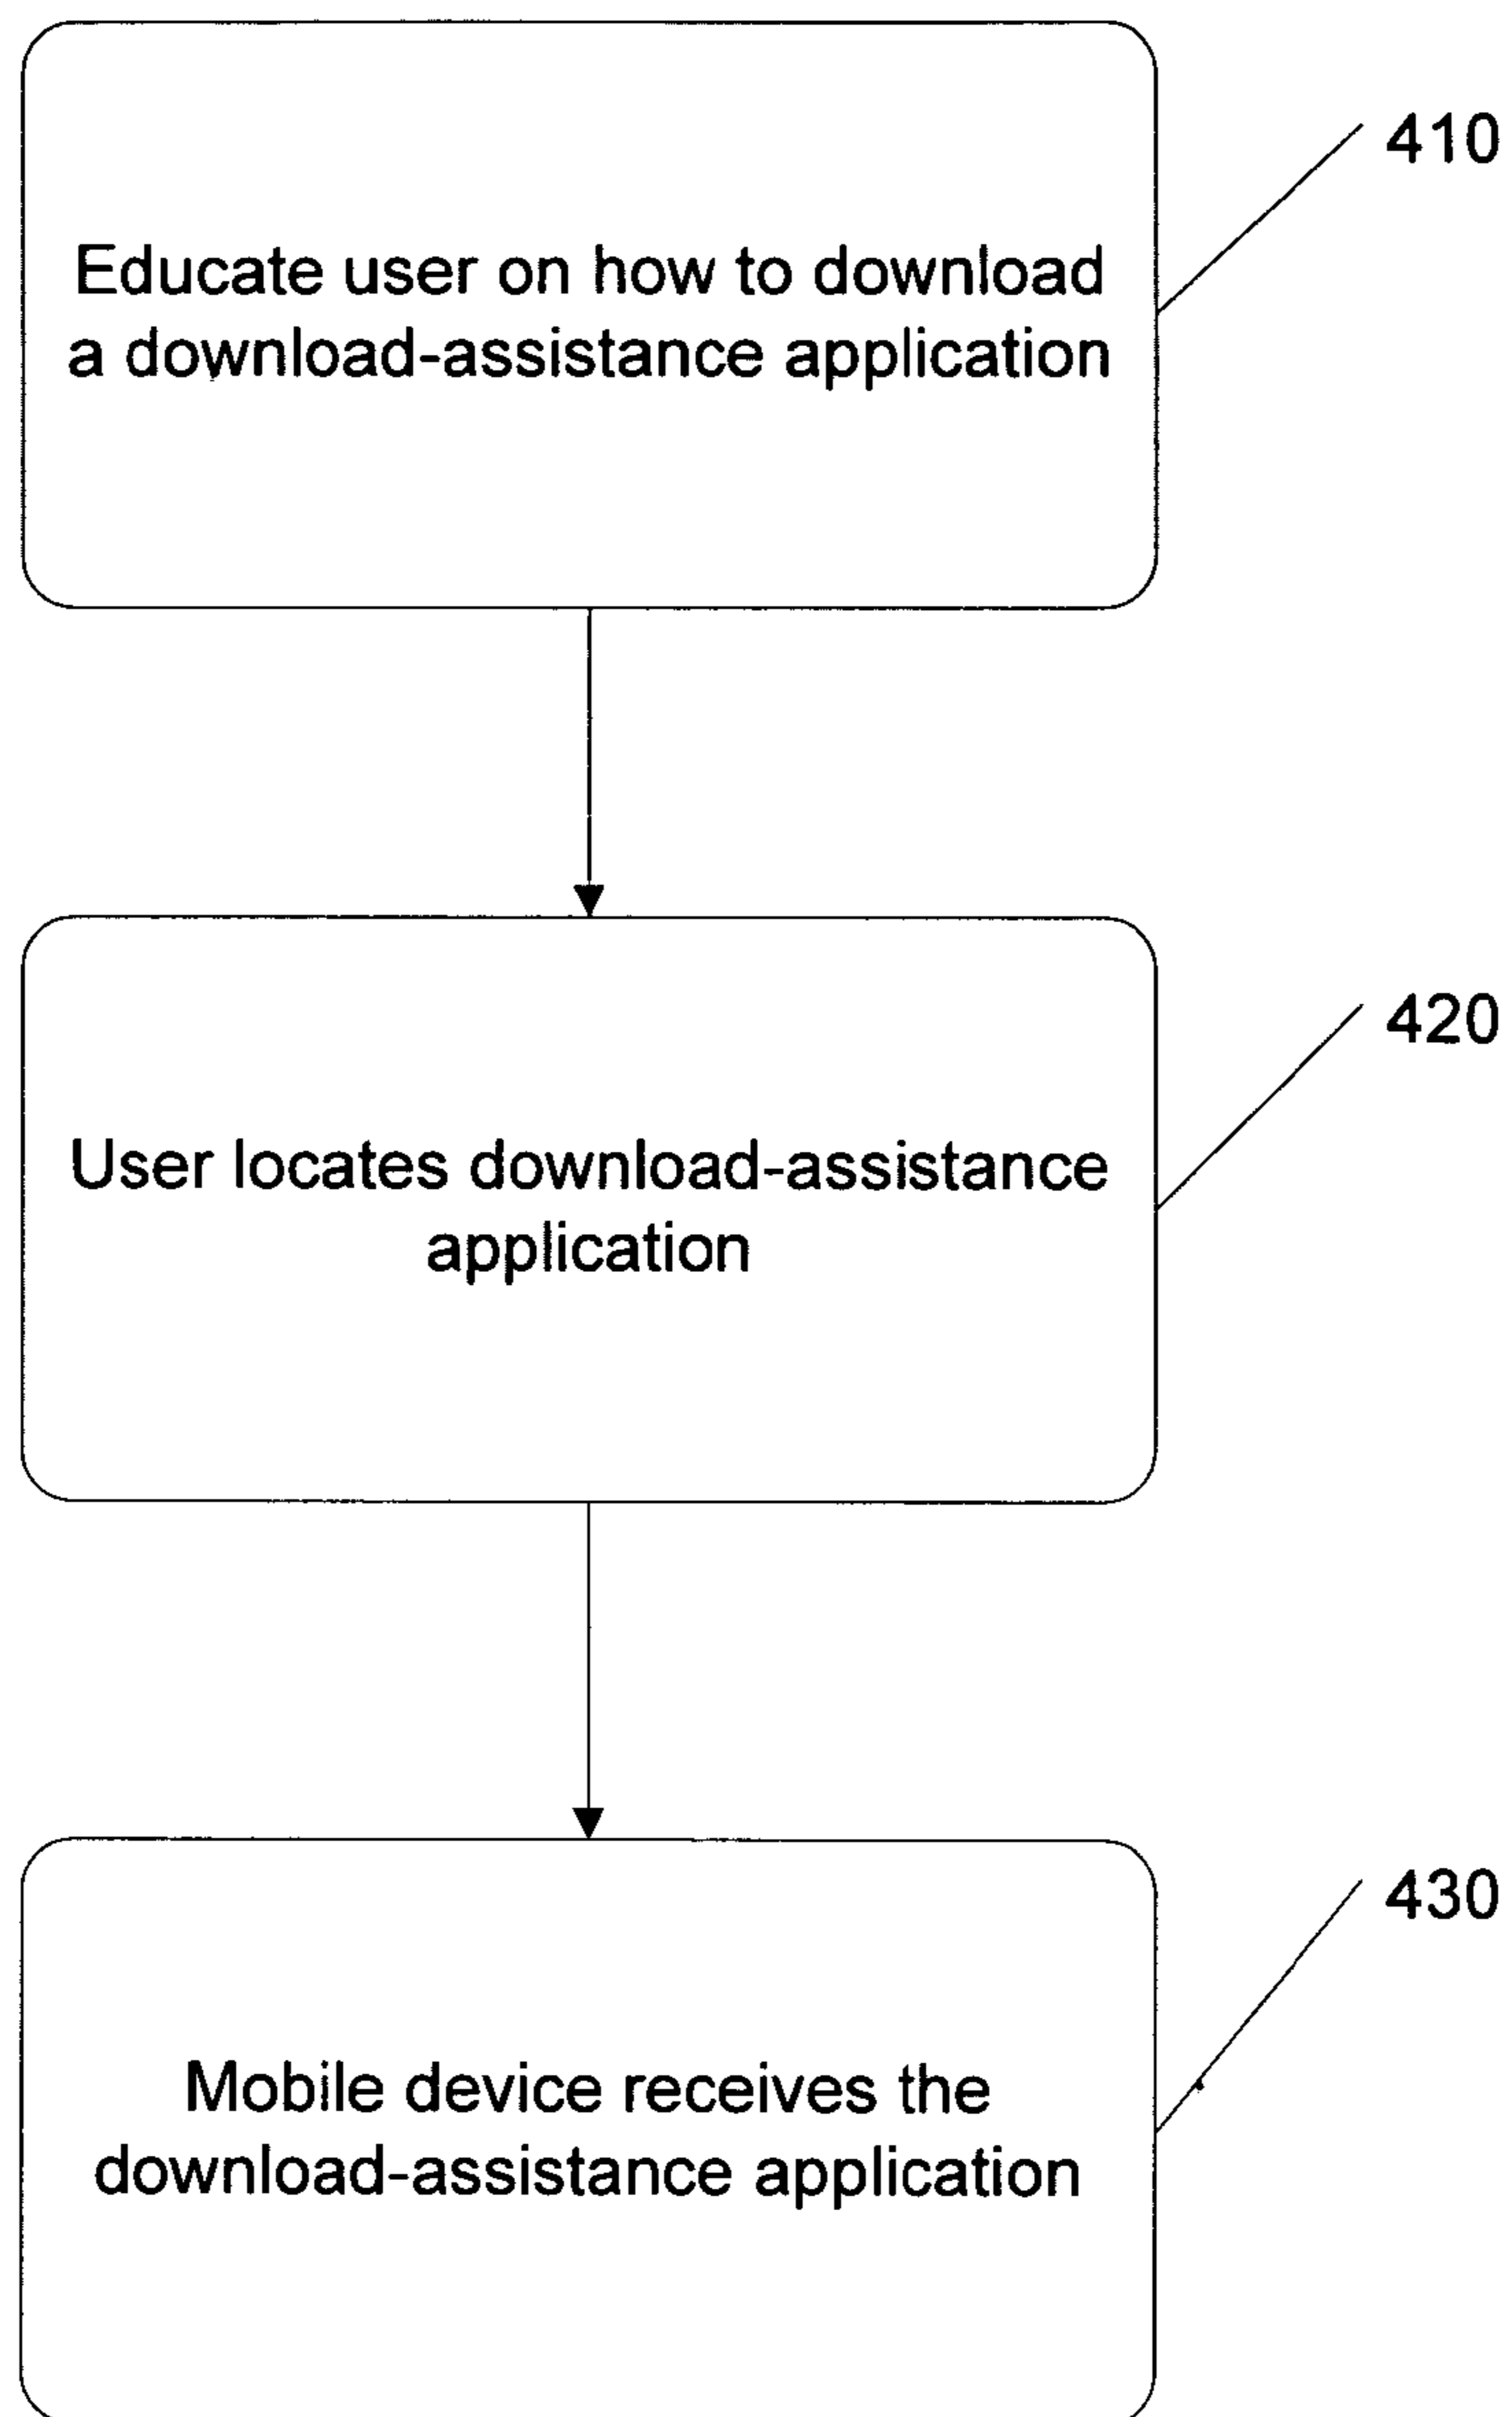 410
Educate user on how to download
a download-assistance application
420
User locates download-assistance
application
430
Mobile device receives the
download-assistance application